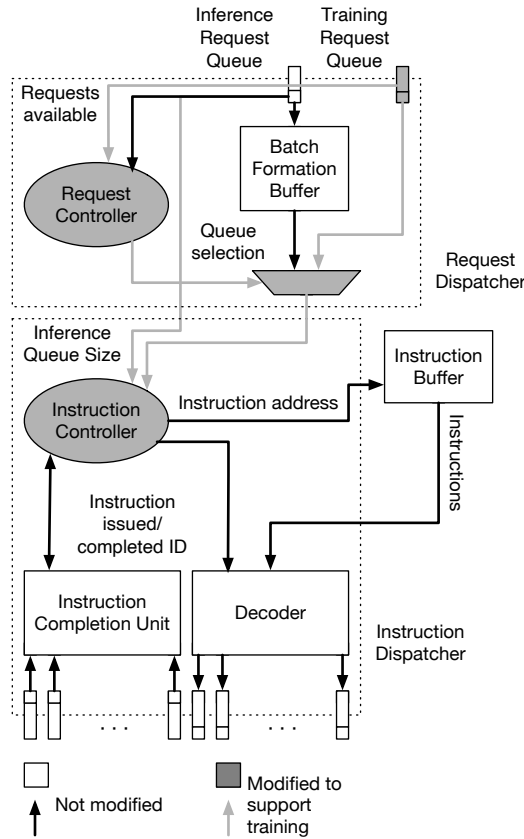 Inference
Request
Queue
Training
Request
Queue
Requests
available
Batch
Formation
Buffer
Request
Controller
Queue
selection
Request
Dispatcher
Inference
Queue Size
Instruction
Buffer
Instruction
Controller
Instruction address
Instructions
Instruction
issued/
completed ID
Instruction
Completion Unit
Decoder
Instruction
Dispatcher
. . .
. . .
Not modified
Modified to
support
training